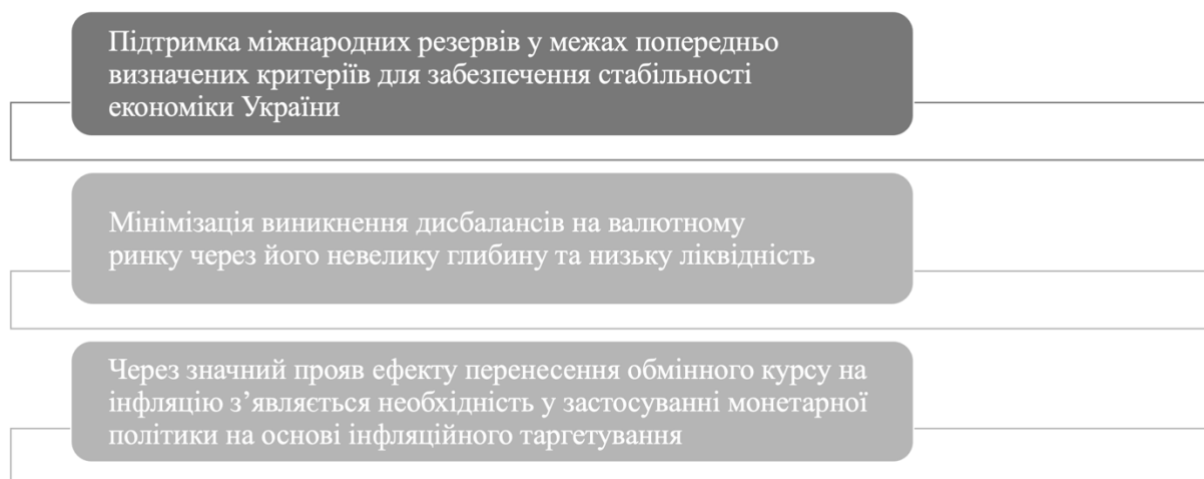 Підтримка міжнародних резервів у межах попередньо
визначених критеріїв для забезпечення стабільності
економіки України
Мінімізація виникнення дисбалансів на валютному
ринку через його невелику глибину та низьку ліквідність
Через значний прояв ефекту перенесення обмінного курсу на
інфляцію з’являється необхідність у застосуванні монетарної
політики на основі інфляційного таргетування